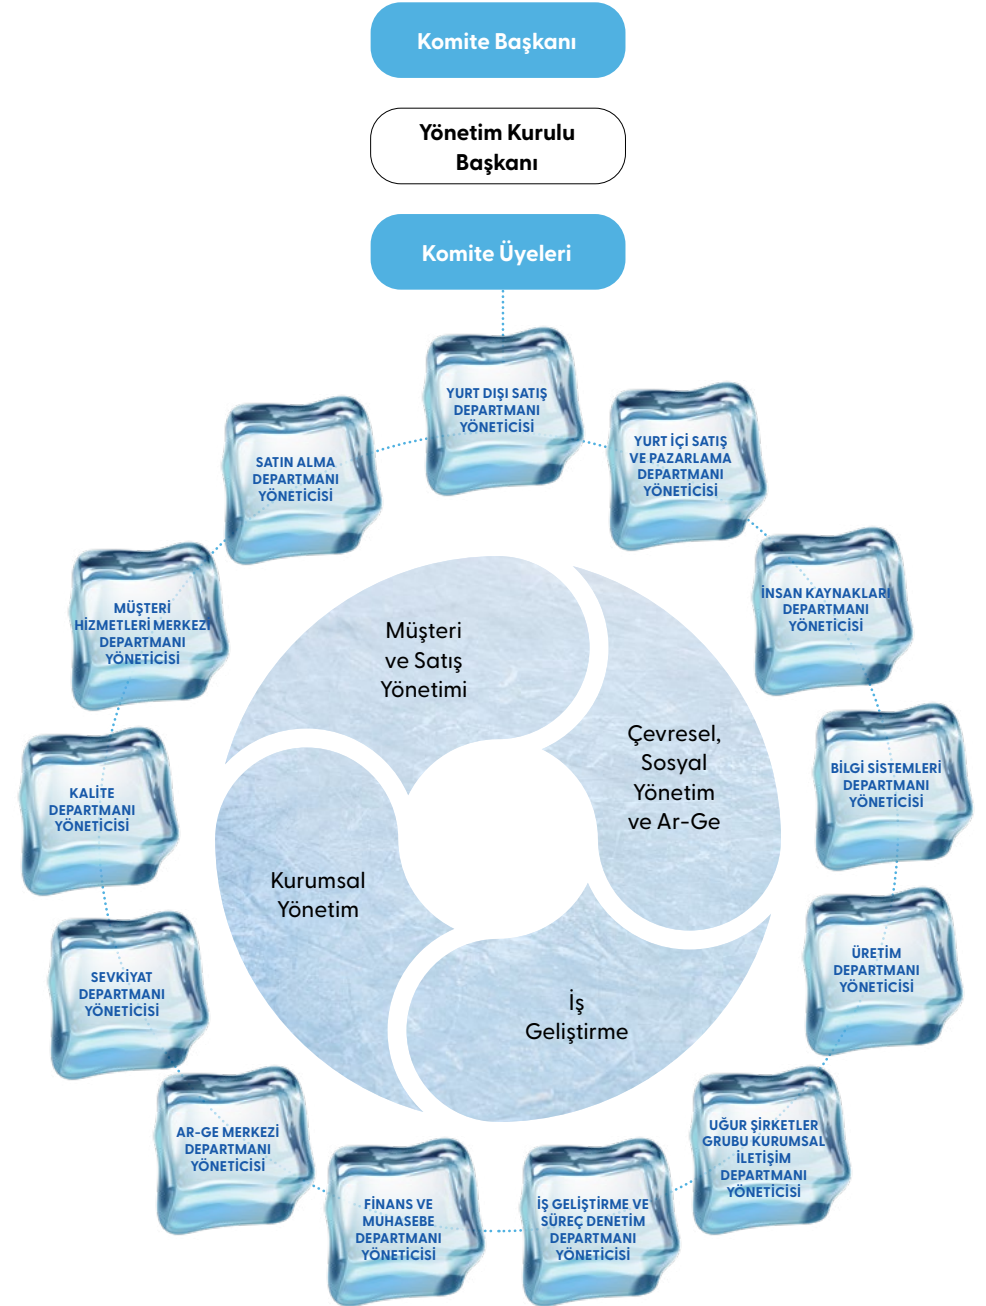 Komite Başkanı
Yönetim Kurulu
Başkanı
Komite Üyeleri
YURT DIŞI SATIŞ
DEPARTMANI
YÖNETİCİSİ
YURT İÇİ SATIŞ
VE PAZARLAMA
DEPARTMANI
YÖNETİCİSİ
İNSAN KAYNAKLARI
DEPARTMANI
YÖNETİCİSİ
BİLGİ SİSTEMLERİ
DEPARTMANI
YÖNETİCİSİ
ÜRETİM
DEPARTMANI
YÖNETİCİSİ
UĞUR ŞİRKETLER
GRUBU KURUMSAL
İLETİŞİM
DEPARTMANI
YÖNETİCİSİ
İŞ GELİŞTİRME VE
SÜREÇ DENETİM
DEPARTMANI
YÖNETİCİSİ
FİNANS VE
MUHASEBE
DEPARTMANI
YÖNETİCİSİ
AR-GE MERKEZİ
DEPARTMANI
YÖNETİCİSİ
SEVKİYAT
DEPARTMANI
YÖNETİCİSİ
KALİTE
DEPARTMANI
YÖNETİCİSİ
MÜŞTERİ
HİZMETLERİ MERKEZİ
DEPARTMANI
YÖNETİCİSİ
SATIN ALMA
DEPARTMANI
YÖNETİCİSİ
Müşteri
ve Satış
Yönetimi
Çevresel,
Sosyal
Yönetim
ve Ar-Ge
İş
Geliştirme
Kurumsal
Yönetim